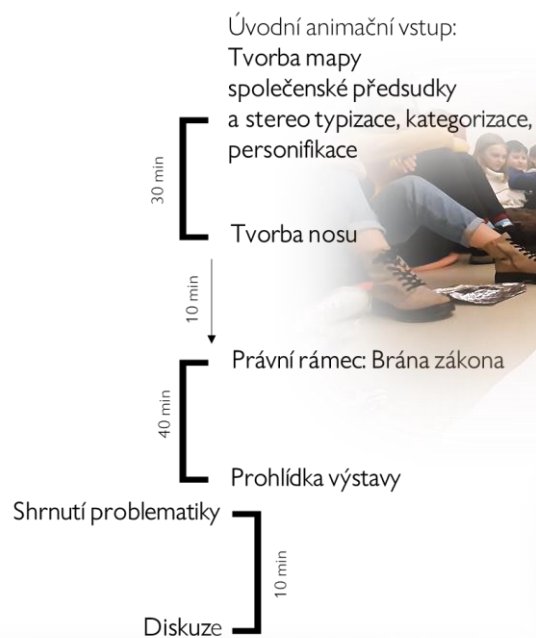 Úvodní animační vstup:
Tvorba mapy
společenské předsudky
a stereo typizace, kategorizace,
personifikace
30 min
Tvorba nosu
10 min
Právní rámec: Brána zákona
40 min
Prohlídka výstavy
Shrnutí problematiky
10 min
Diskuze